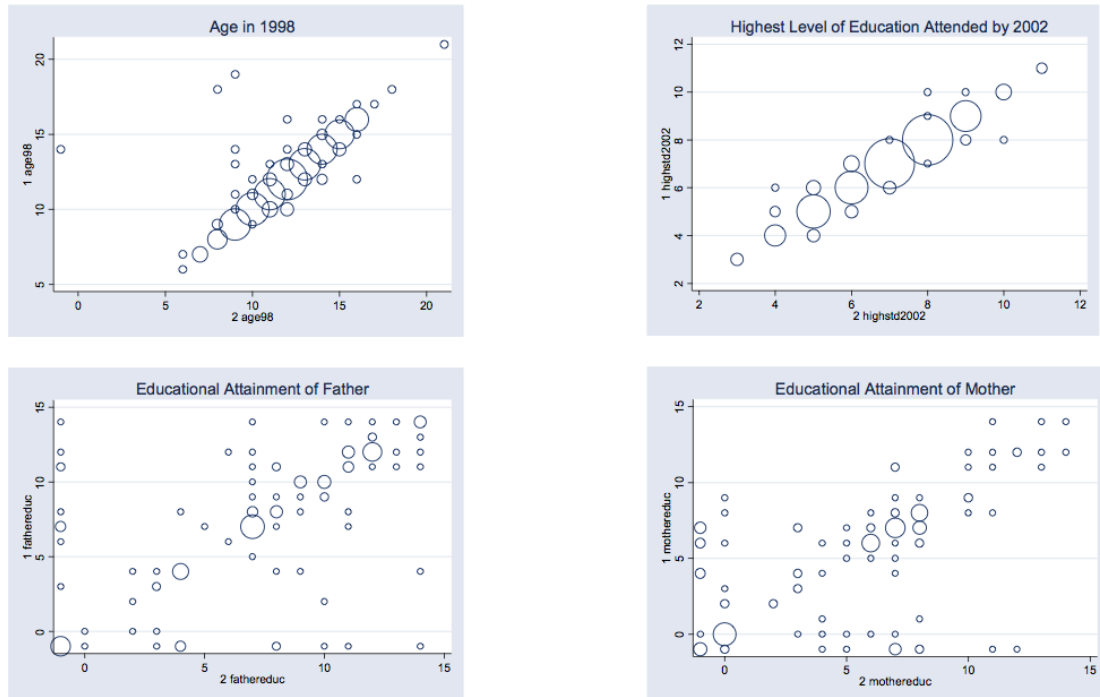 Age in 1998
20
15
10
5
1 age98
0 5 10 15 20
2 age98
Highest Level of Education Attended by 2002
12
10
8
6
4
2
1 highstd2002
2 4 6 8 10 12
2 highstd2002
Educational Attainment of Father
15
10
5
0
1 fathereduc
0 5 10 15
2 fathereduc
Educational Attainment of Mother
15
10
5
0
1 mothereduc
0 5 10 15
2 mothereduc